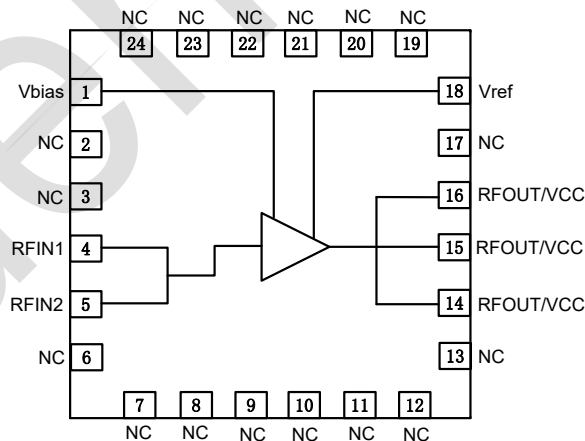 NC NC NC NC NC NC
24 23 22 21 20 19
Vbias 1 18 Vref
NC 2 17 NC
NC 3 16 RFOUT/VCC
RFIN1 4 15 RFOUT/VCC
RFIN2 5 14 RFOUT/VCC
NC 6 13 NC
7 8 9 10 11 12
NC NC NC NC NC NC